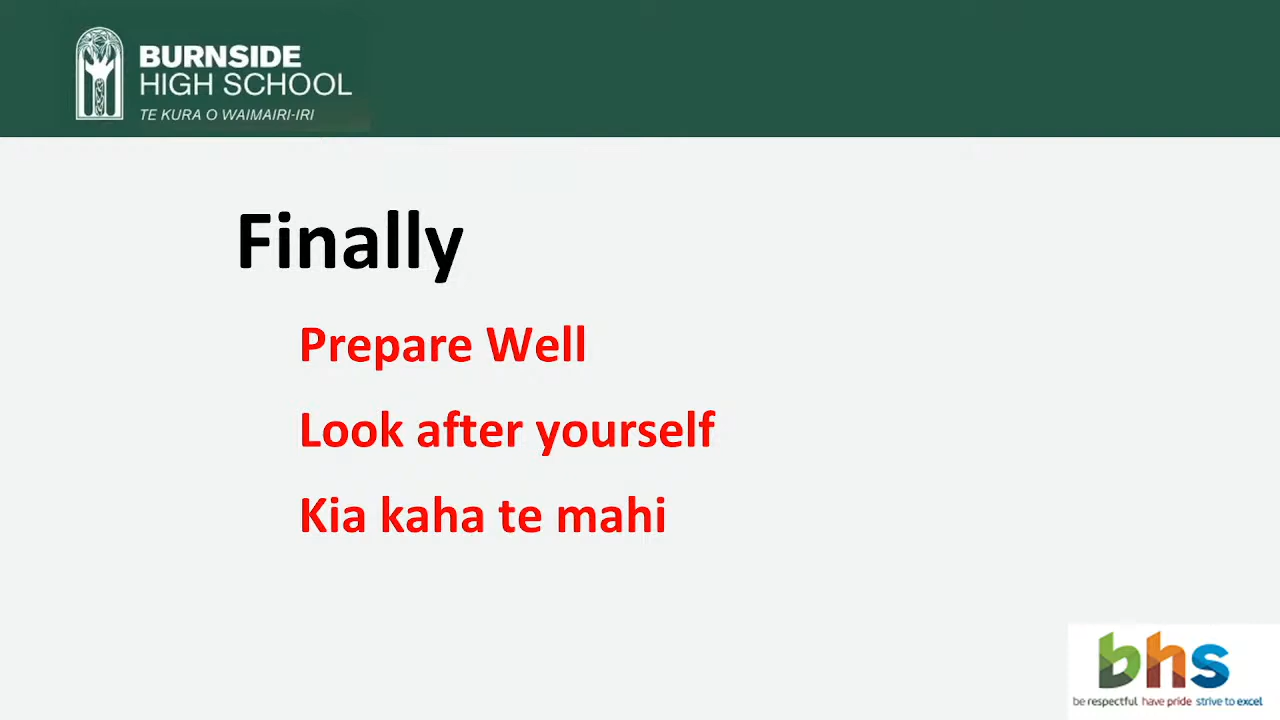 BURNSIDE
HIGH SCHOOL
TE KURA O WAIMAIRI-IRI
Finally
Prepare Well
Look after yourself
Kia kaha te mahi
bhs
be respectful have pride strive to excel